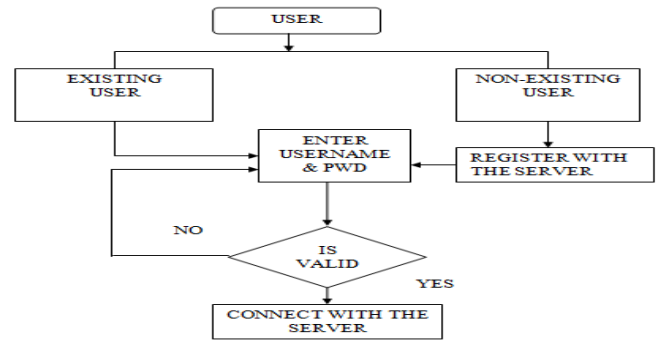 USER
EXISTING
USER
NON-EXISTING
USER
ENTER
USERNAME
& PWD
REGISTER WITH
THE SERVER
NO
IS
VALID
YES
CONNECT WITH THE
SERVER